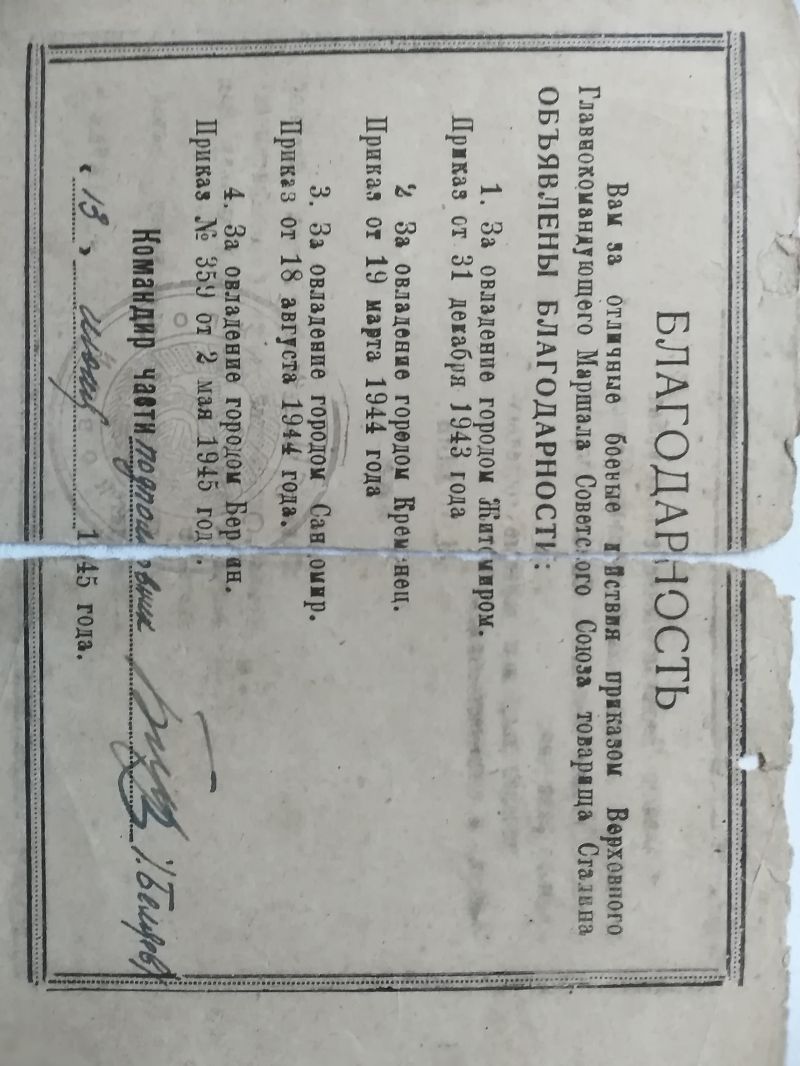 БЛАГОДАРНОСТЬ
Вам за отличные боевые действия приказом Верховного
Главнокомандующего Маршала Советского Союза товарища Сталина
ОБЪЯВЛЕНЫ БЛАГОДАРНОСТИ:
1. За овладение городом Житомиром.
Приказ от 31 декабря 1943 года
2. За овладение городом Кременец.
Приказ от 19 марта 1944 года
3. За овладение городом Сандомир.
Приказ от 18 августа 1944 года.
4. За овладение городом Берлин.
Приказ № 359 от 2 мая 1945 года.
Командир части подполковник
« 13 » 1945 года.